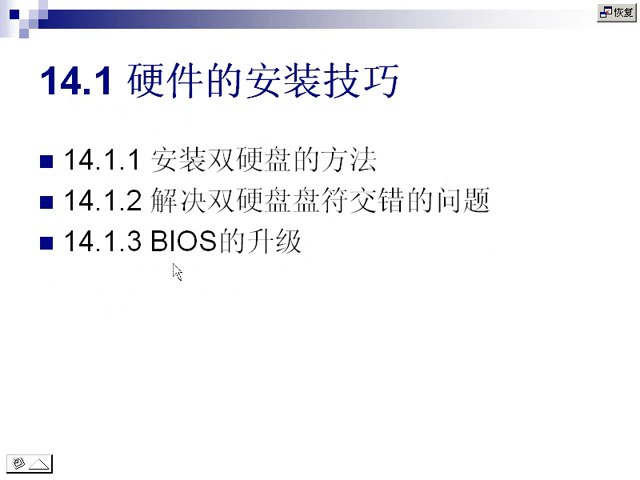 恢复
14.1 硬件的安装技巧
14.1.1 安装双硬盘的方法
14.1.2 解决双硬盘盘符交错的问题
14.1.3 BIOS的升级